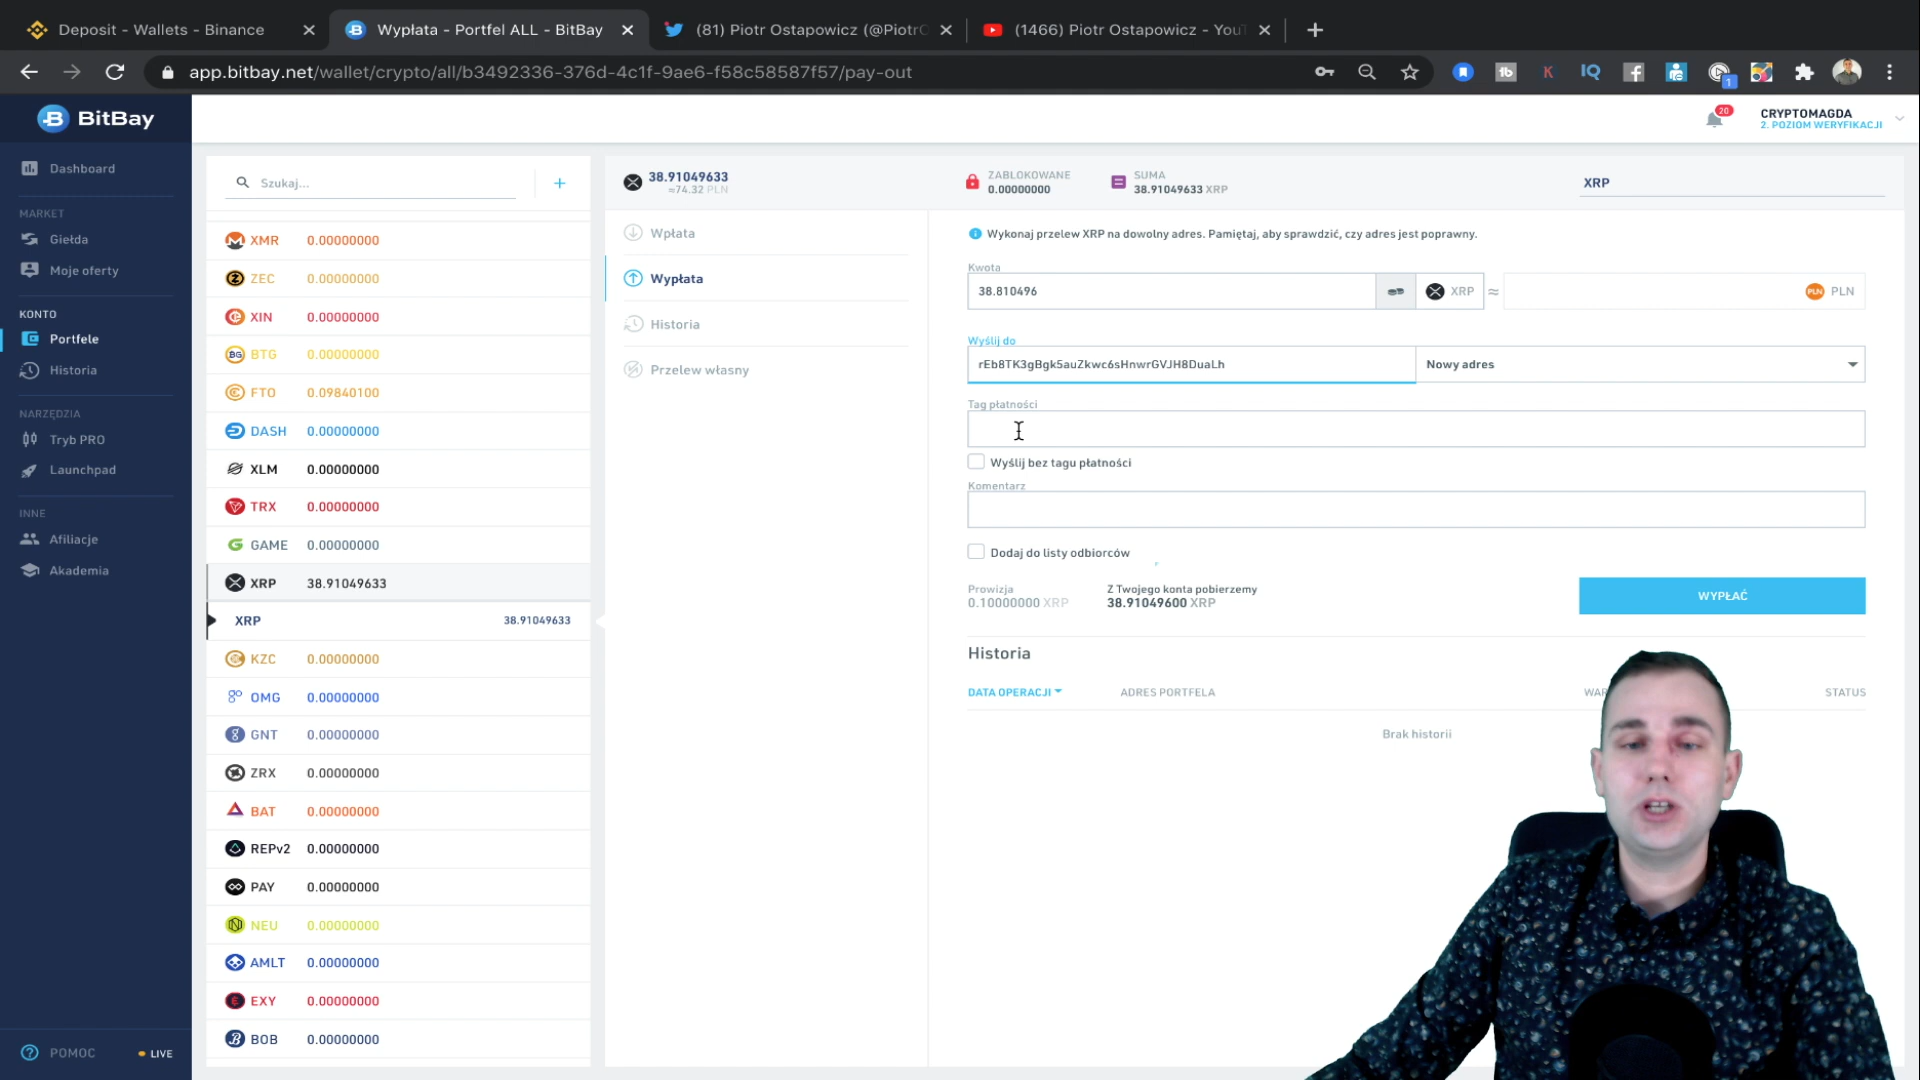 Deposit - Wallets - Binance
Wypłata - Portfel ALL - BitBay
(81) Piotr Ostapowicz (@PiotrO
(1466) Piotr Ostapowicz - YouT
app.bitbay.net/wallet/crypto/all/b3492336-376d-4c1f-9ae6-f58c58587f57/pay-out
tb
K
IQ
1
BitBay
20
CRYPTOMAGDA
2. POZIOM WERYFIKACJI
Dashboard
MARKET
Giełda
Moje oferty
KONTO
Portfele
Historia
NARZĘDZIA
Tryb PRO
Launchpad
INNE
Afiliacje
Akademia
POMOC
LIVE
Szukaj...
XMR 0.00000000
ZEC 0.00000000
XIN 0.00000000
BTG 0.00000000
FTO 0.09840100
DASH 0.00000000
XLM 0.00000000
TRX 0.00000000
GAME 0.00000000
XRP 38.91049633
XRP 38.91049633
KZC 0.00000000
OMG 0.00000000
GNT 0.00000000
ZRX 0.00000000
BAT 0.00000000
REPv2 0.00000000
PAY 0.00000000
NEU 0.00000000
AMLT 0.00000000
EXY 0.00000000
BOB 0.00000000
38.91049633
≈74.32 PLN
ZABLOKOWANE
0.00000000
SUMA
38.91049633 XRP
XRP
Wpłata
Wypłata
Historia
Przelew własny
Wykonaj przelew XRP na dowolny adres. Pamiętaj, aby sprawdzić, czy adres jest poprawny.
Kwota
38.810496
XRP
≈
PLN PLN
Wyślij do
rEb8TK3gBgk5auZkwc6sHnwrGVJH8DuaLh
Nowy adres
Tag płatności
Wyślij bez tagu płatności
Komentarz
Dodaj do listy odbiorców
Prowizja
0.10000000 XRP
Z Twojego konta pobierzemy
38.91049600 XRP
WYPŁAĆ
Historia
DATA OPERACJI
ADRES PORTFELA
WAR
STATUS
Brak historii